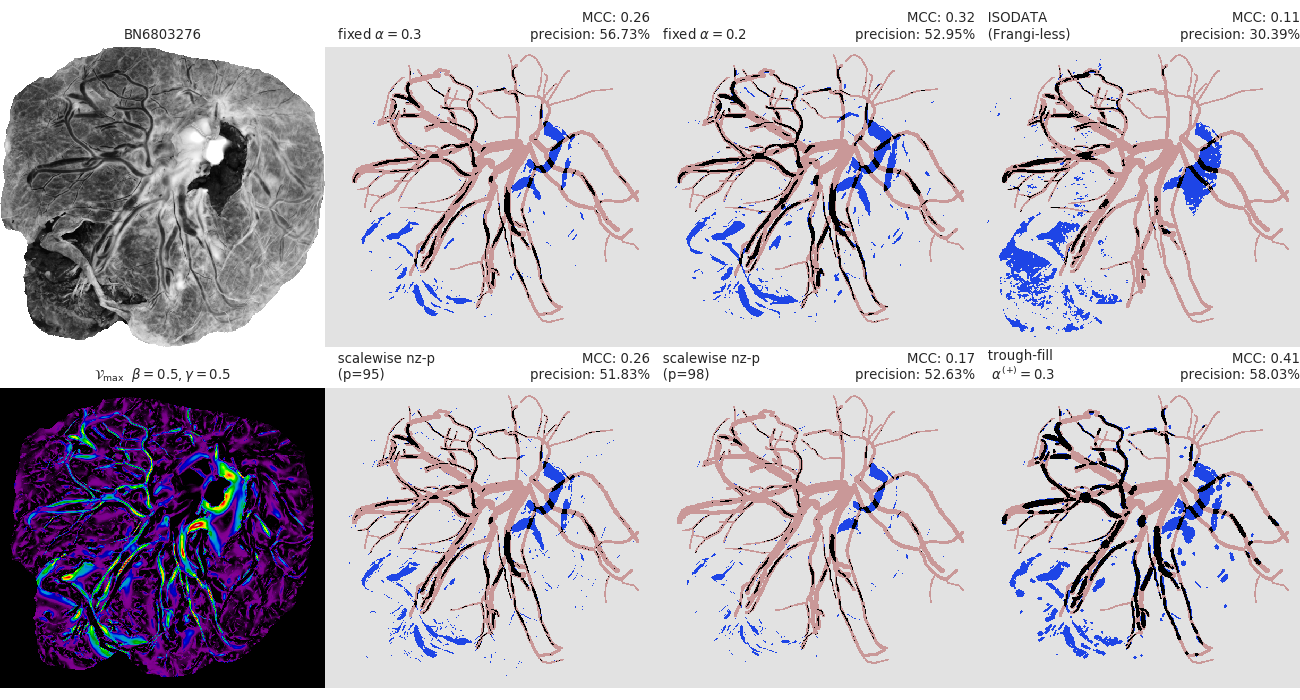 BN6803276
fixed α = 0.3
MCC: 0.26
precision: 56.73%
fixed α = 0.2
MCC: 0.32
precision: 52.95%
ISODATA
(Frangi-less)
MCC: 0.11
precision: 30.39%
𝒱max β = 0.5, γ = 0.5
scalewise nz-p
(p=95)
MCC: 0.26
precision: 51.83%
scalewise nz-p
(p=98)
MCC: 0.17
precision: 52.63%
trough-fill
α(+) = 0.3
MCC: 0.41
precision: 58.03%